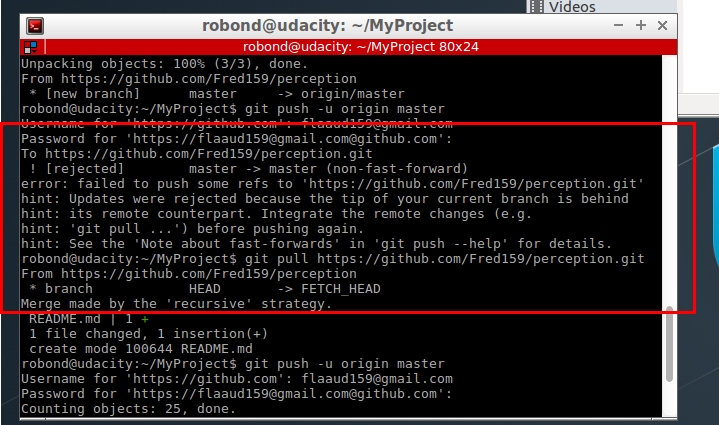 Videos
robond@udacity: ~/MyProject
robond@udacity: ~/MyProject 80x24
Unpacking objects: 100% (3/3), done.
From https://github.com/Fred159/perception
* [new branch] master -> origin/master
robond@udacity:~/MyProject$ git push -u origin master
Username for 'https://github.com': flaaud159@gmail.com
Password for 'https://flaaud159@gmail.com@github.com':
To https://github.com/Fred159/perception.git
! [rejected] master -> master (non-fast-forward)
error: failed to push some refs to 'https://github.com/Fred159/perception.git'
hint: Updates were rejected because the tip of your current branch is behind
hint: its remote counterpart. Integrate the remote changes (e.g.
hint: 'git pull ...') before pushing again.
hint: See the 'Note about fast-forwards' in 'git push --help' for details.
robond@udacity:~/MyProject$ git pull https://github.com/Fred159/perception.git
From https://github.com/Fred159/perception
* branch HEAD -> FETCH_HEAD
Merge made by the 'recursive' strategy.
README.md | 1 +
1 file changed, 1 insertion(+)
create mode 100644 README.md
robond@udacity:~/MyProject$ git push -u origin master
Username for 'https://github.com': flaaud159@gmail.com
Password for 'https://flaaud159@gmail.com@github.com':
Counting objects: 25, done.